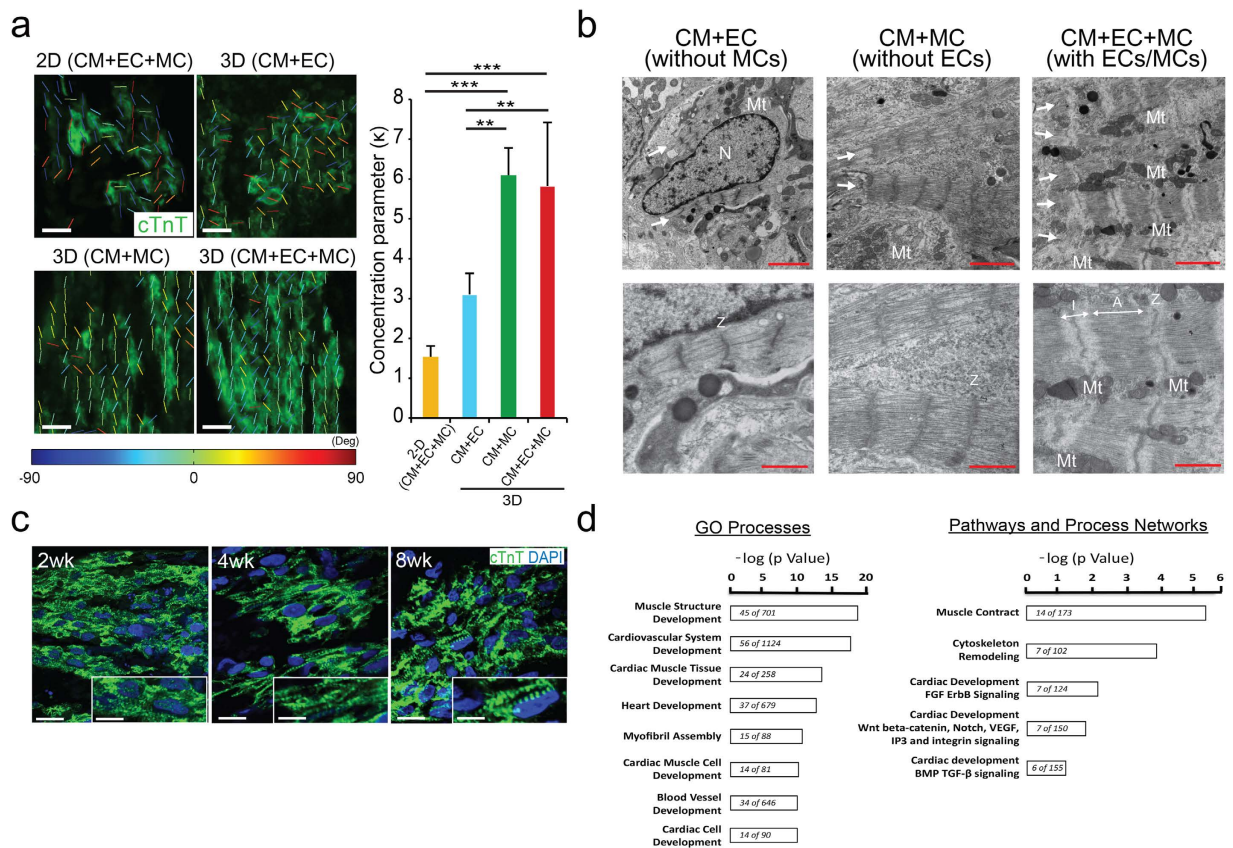 a
2D (CM+EC+MC)
3D (CM+EC)
cTnT
3D (CM+MC)
3D (CM+EC+MC)
(Deg)
-90
0
90
Concentration parameter (κ)
8
7
6
5
4
3
2
1
0
***
***
**
**
2-D
(CM+EC+MC)
CM+EC
CM+MC
CM+EC+MC
3D
b
CM+EC
(without MCs)
CM+MC
(without ECs)
CM+EC+MC
(with ECs/MCs)
Mt
N
Mt
Mt
Mt
Mt
Mt
Z
Z
I
A
Z
Mt
Mt
Mt
c
2wk
4wk
8wk
cTnT DAPI
d
GO Processes
-log (p Value)
0 5 10 15 20
Muscle Structure
Development
45 of 701
Cardiovascular System
Development
56 of 1124
Cardiac Muscle Tissue
Development
24 of 258
Heart Development
37 of 679
Myofibril Assembly
15 of 88
Cardiac Muscle Cell
Development
14 of 81
Blood Vessel
Development
34 of 646
Cardiac Cell
Development
14 of 90
Pathways and Process Networks
-log (p Value)
0 1 2 3 4 5 6
Muscle Contract
14 of 173
Cytoskeleton
Remodeling
7 of 102
Cardiac Development
FGF ErbB Signaling
7 of 124
Cardiac Development
Wnt beta-catenin, Notch, VEGF,
IP3 and integrin signaling
7 of 150
Cardiac development
BMP TGF-β signaling
6 of 155